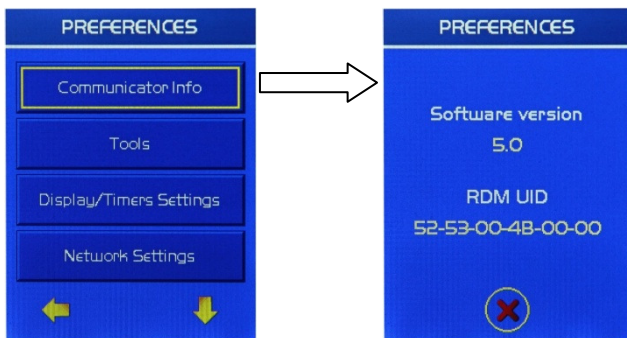 PREFERENCES
Communicator Info
Tools
Display/Timers Settings
Network Settings
PREFERENCES
Software version
5.0
RDM UID
52-53-00-4B-00-00